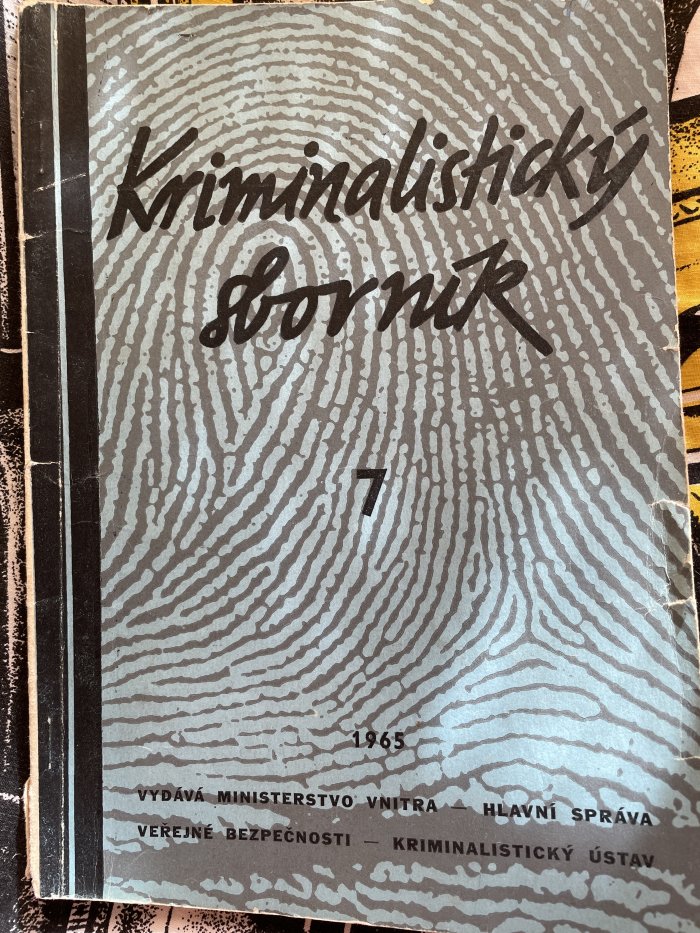 Kriminalistický
sborník
7
1965
VYDÁVÁ MINISTERSTVO VNITRA — HLAVNÍ SPRÁVA
VEŘEJNÉ BEZPEČNOSTI — KRIMINALISTICKÝ ÚSTAV